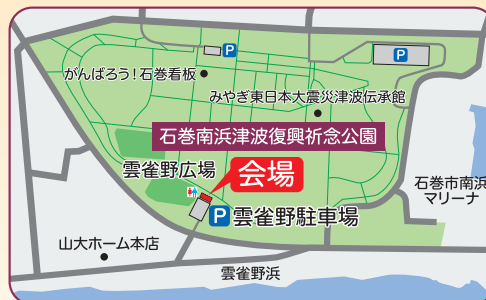 P
P
がんばろう！石巻看板
みやぎ東日本大震災津波伝承館
石巻南浜津波復興祈念公園
雲雀野広場
会場
石巻市南浜
マリーナ
P 雲雀野駐車場
山大ホーム本店
雲雀野浜